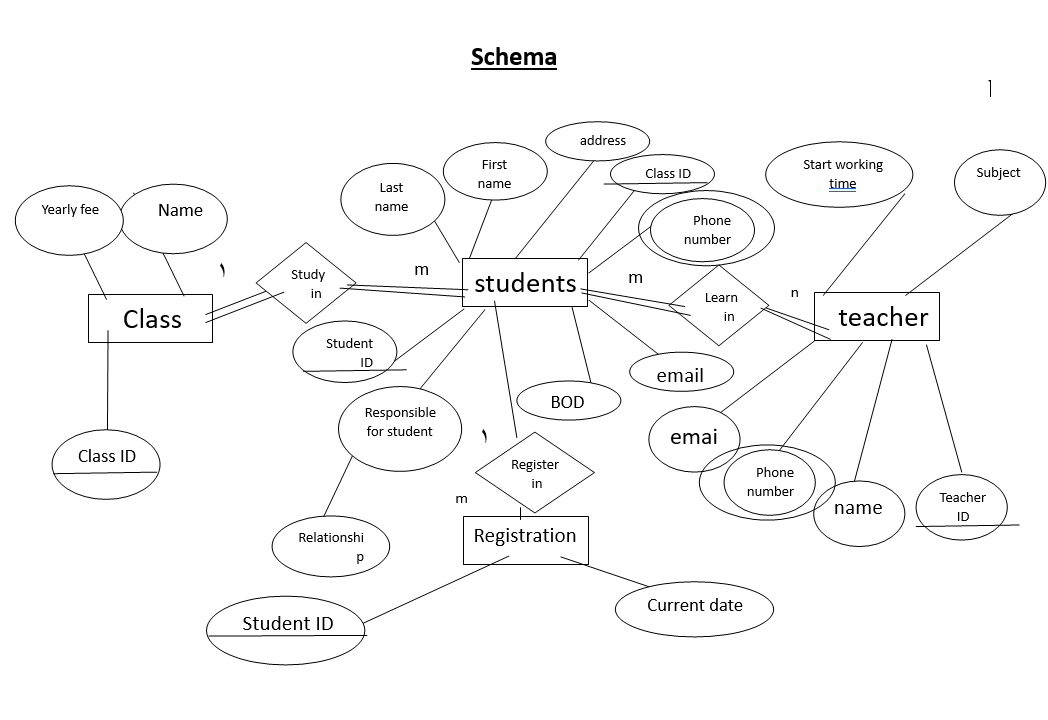 Schema
address
First
name
Class ID
Start working
time
Subject
Last
name
Yearly fee
Name
Phone
number
١
Study
in
m
students
m
Learn
in
n
Class
teacher
Student
ID
email
BOD
Responsible
for student
١
emai
Class ID
Register
in
Phone
number
m
name
Teacher
ID
Registration
Relationshi
p
Student ID
Current date